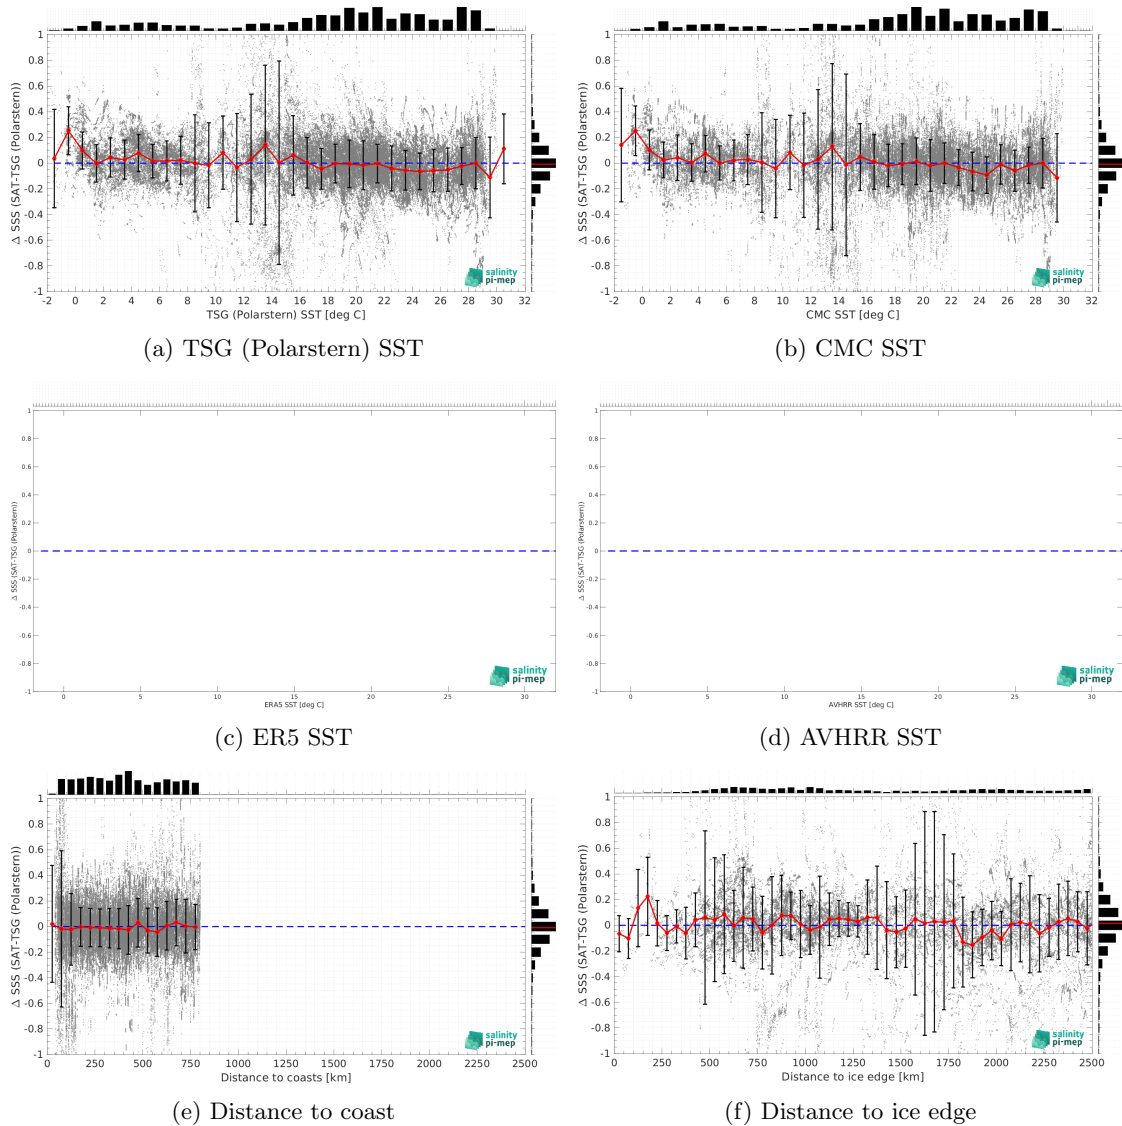 1
0.8
0.6
0.4
0.2
0
-0.2
-0.4
-0.6
-0.8
-1
Δ SSS (SAT-TSG (Polarstern))
-2 0 2 4 6 8 10 12 14 16 18 20 22 24 26 28 30 32
TSG (Polarstern) SST [deg C]
salinity
pi-mep
(a) TSG (Polarstern) SST
1
0.8
0.6
0.4
0.2
0
-0.2
-0.4
-0.6
-0.8
-1
Δ SSS (SAT-TSG (Polarstern))
-2 0 2 4 6 8 10 12 14 16 18 20 22 24 26 28 30 32
CMC SST [deg C]
salinity
pi-mep
(b) CMC SST
1
0.8
0.6
0.4
0.2
0
-0.2
-0.4
-0.6
-0.8
-1
Δ SSS (SAT-TSG (Polarstern))
0 5 10 15 20 25 30
ERA5 SST [deg C]
salinity
pi-mep
(c) ER5 SST
1
0.8
0.6
0.4
0.2
0
-0.2
-0.4
-0.6
-0.8
-1
Δ SSS (SAT-TSG (Polarstern))
0 5 10 15 20 25 30
AVHRR SST [deg C]
salinity
pi-mep
(d) AVHRR SST
1
0.8
0.6
0.4
0.2
0
-0.2
-0.4
-0.6
-0.8
-1
Δ SSS (SAT-TSG (Polarstern))
0 250 500 750 1000 1250 1500 1750 2000 2250 2500
Distance to coasts [km]
salinity
pi-mep
(e) Distance to coast
1
0.8
0.6
0.4
0.2
0
-0.2
-0.4
-0.6
-0.8
-1
Δ SSS (SAT-TSG (Polarstern))
0 250 500 750 1000 1250 1500 1750 2000 2250 2500
Distance to ice edge [km]
salinity
pi-mep
(f) Distance to ice edge